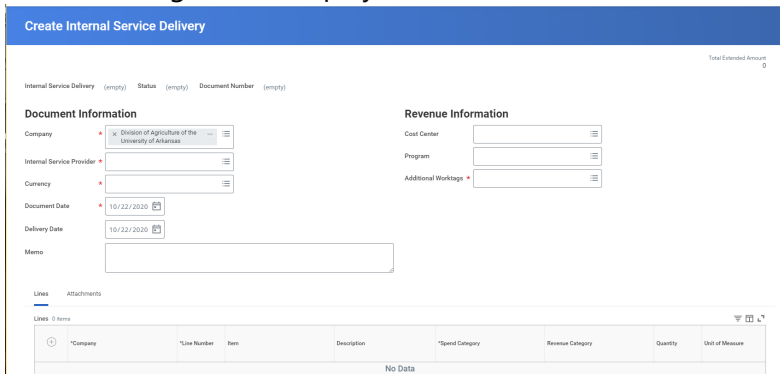 Create Internal Service Delivery
Total Extended Amount
0
Internal Service Delivery (empty) Status (empty) Document Number (empty)
Document Information
Revenue Information
Company * × Division of Agriculture of the University of Arkansas ...
Internal Service Provider *
Currency *
Document Date * 10/22/2020
Delivery Date 10/22/2020
Memo
Cost Center
Program
Additional Worktags *
Lines Attachments
Lines 0 items
*Company *Line Number Item Description *Spend Category Revenue Category Quantity Unit of Measure
No Data